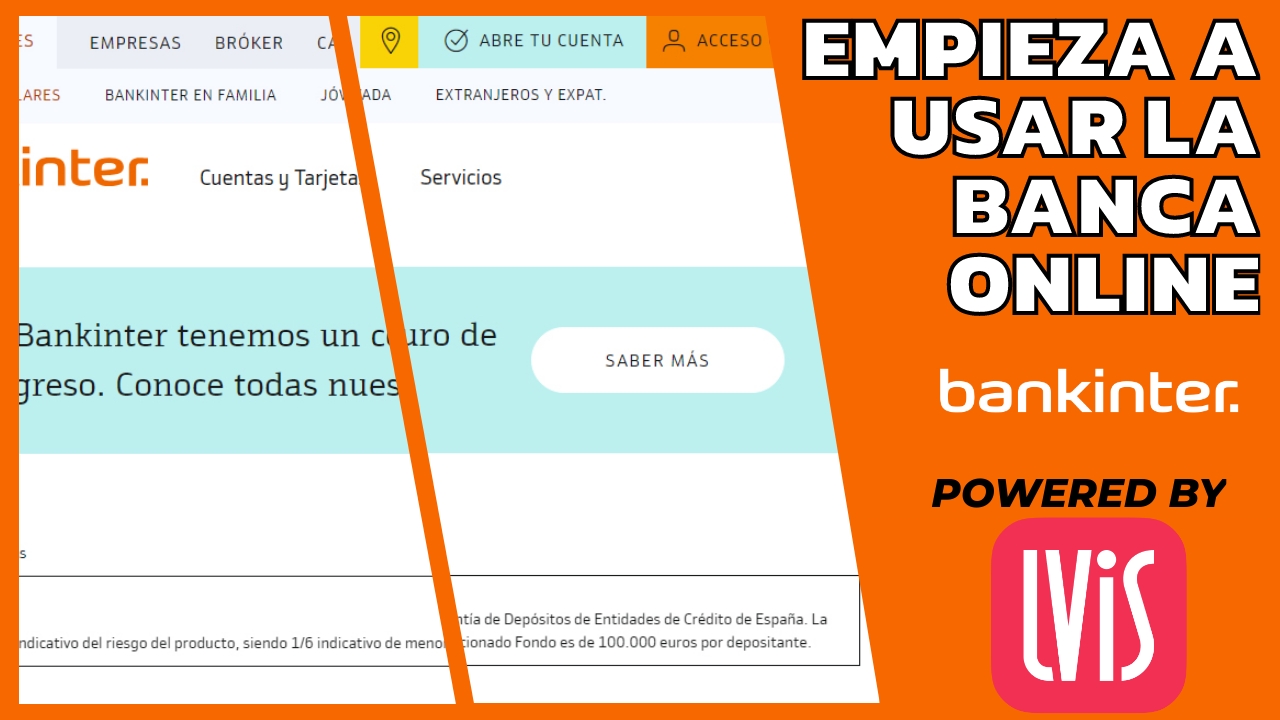 ES
EMPRESAS
BRÓKER
CA
ABRE TU CUENTA
ACCESO
LARES
BANKINTER EN FAMILIA
JÓV
ADA
EXTRANJEROS Y EXPAT.
inter.
Cuentas y Tarjetas
Servicios
Bankinter tenemos un c
uro de
greso. Conoce todas nues
SABER MÁS
s
ntía de Depósitos de Entidades de Crédito de España. La
ndicativo del riesgo del producto, siendo 1/6 indicativo de menor
cionado Fondo es de 100.000 euros por depositante.
EMPIEZA A
USAR LA
BANCA
ONLINE
bankinter.
POWERED BY
LViS